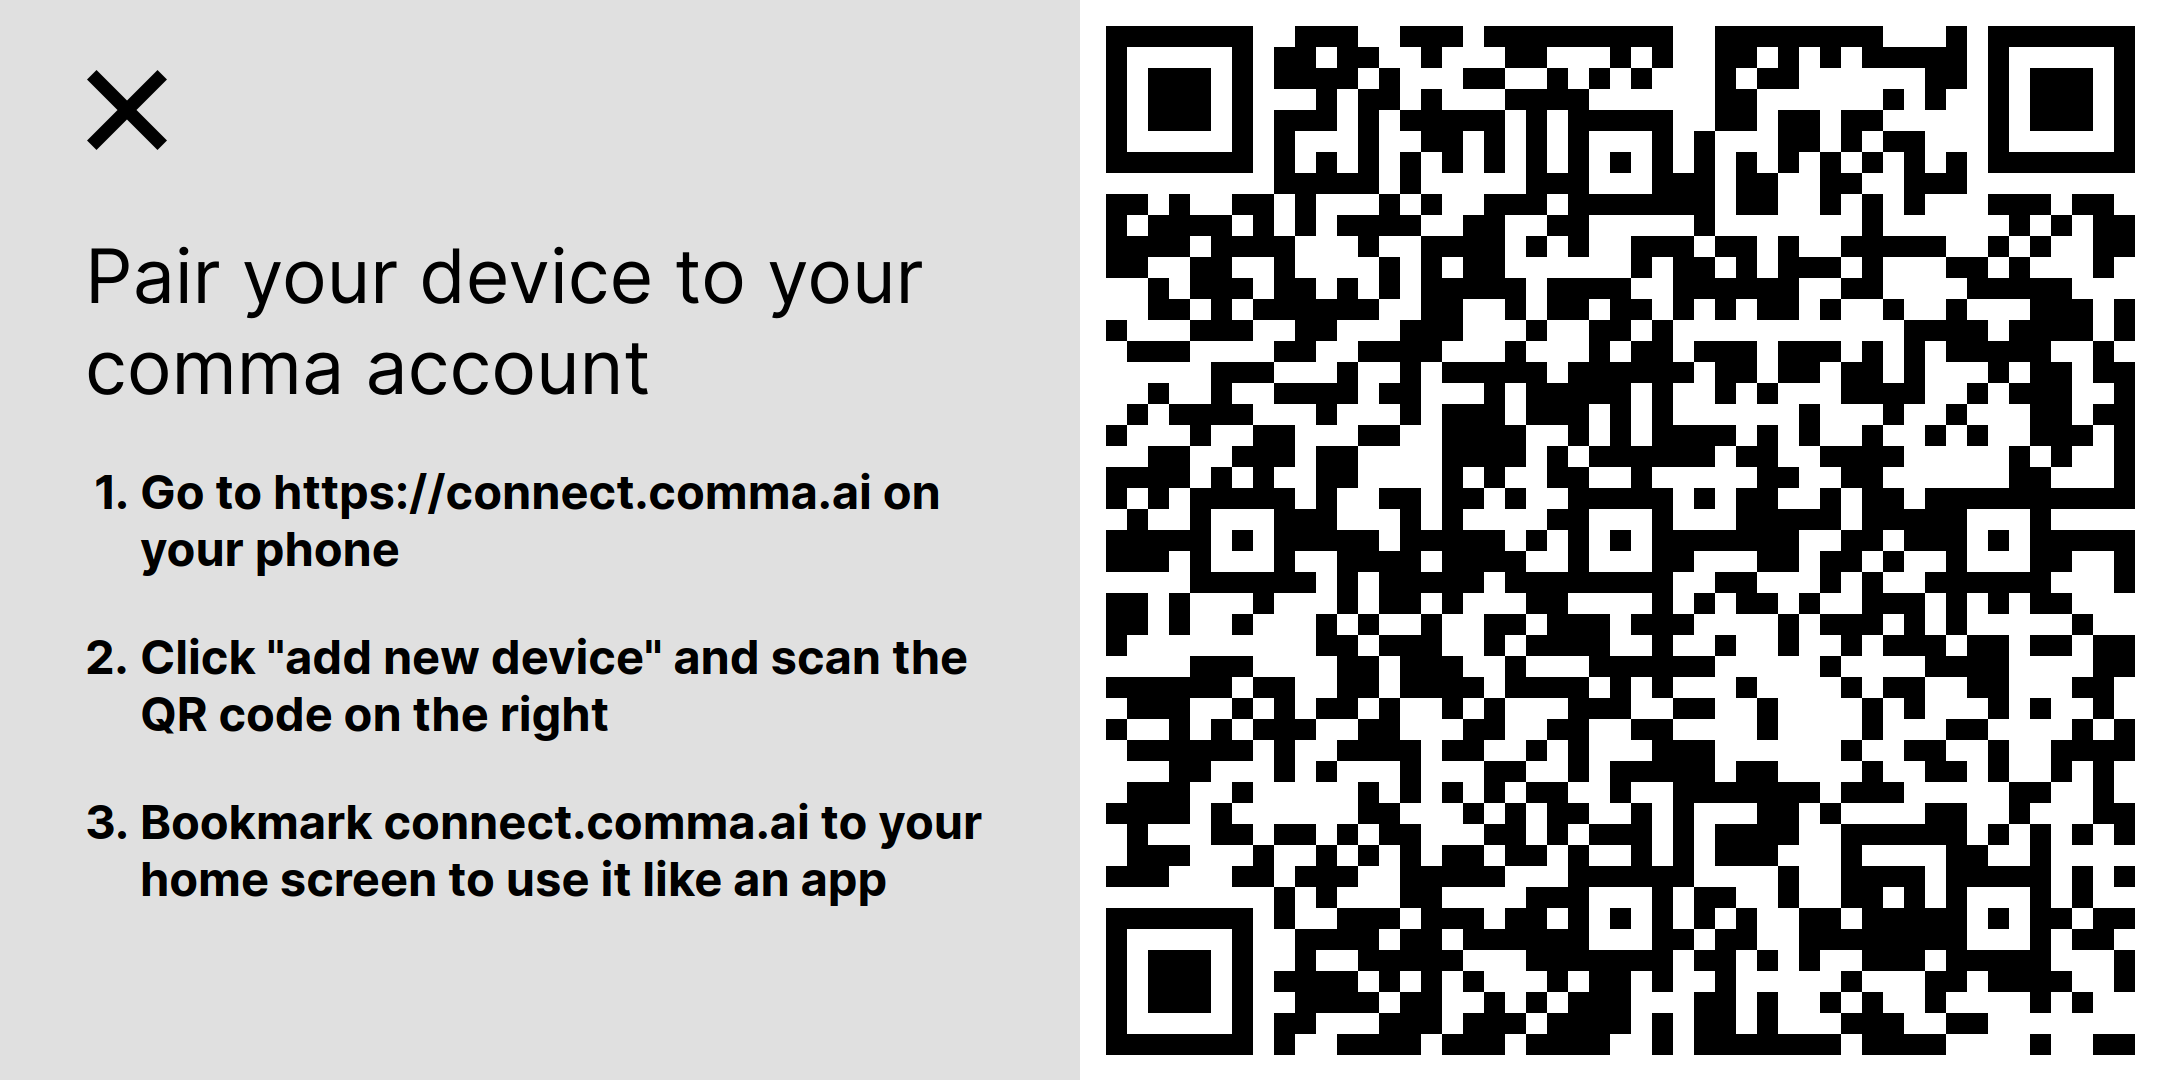 Pair your device to your
comma account
1. Go to https://connect.comma.ai on
your phone
2. Click "add new device" and scan the
QR code on the right
3. Bookmark connect.comma.ai to your
home screen to use it like an app